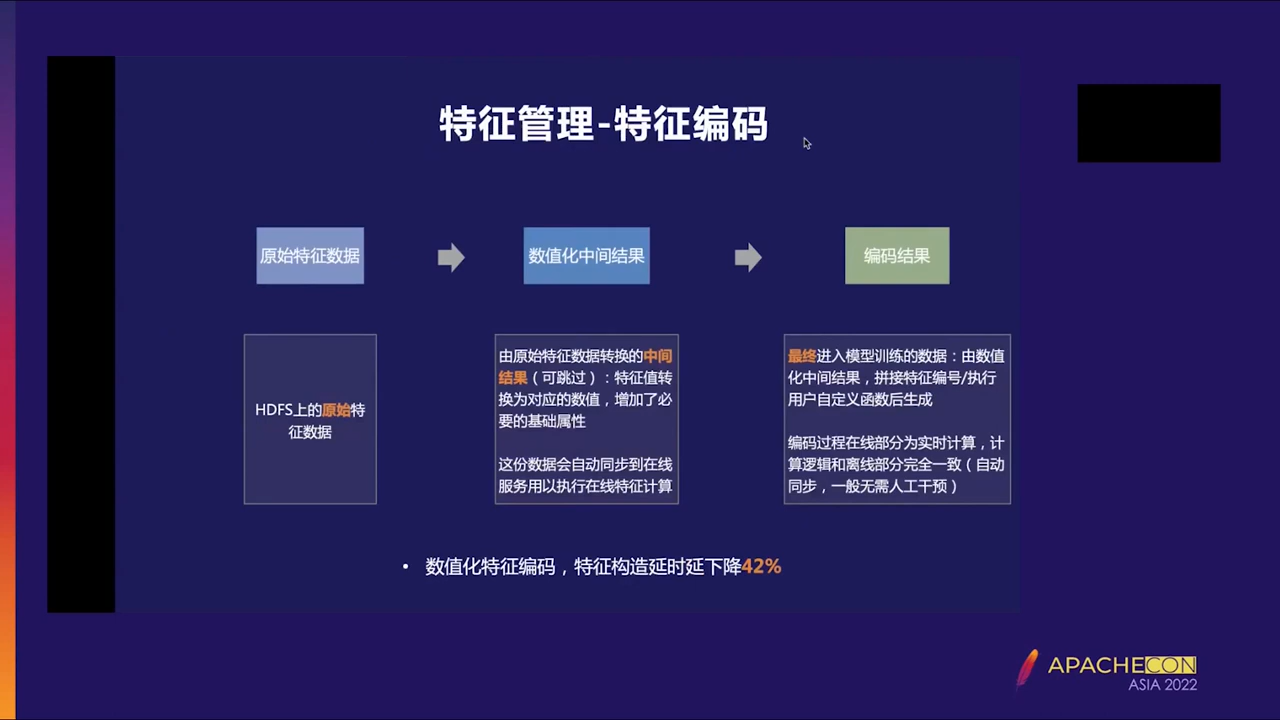 特征管理-特征编码
原始特征数据
数值化中间结果
编码结果
HDFS上的原始特
征数据
由原始特征数据转换的中间
结果（可跳过）：特征值转
换为对应的数值，增加了必
要的基础属性
这份数据会自动同步到在线
服务用以执行在线特征计算
最终进入模型训练的数据：由数值
化中间结果，拼接特征编号/执行
用户自定义函数后生成
编码过程在线部分为实时计算，计
算逻辑和离线部分完全一致（自动
同步，一般无需人工干预）
• 数值化特征编码，特征构造延时延下降42%
APACHECON
ASIA 2022